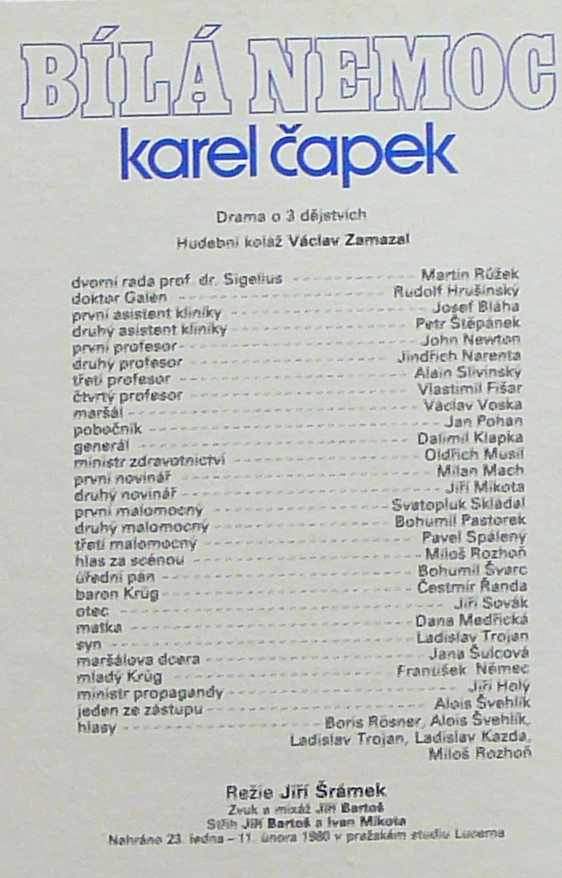 BÍLÁ NEMOC
karel čapek
Drama o 3 dějstvích
Hudební koláž Václav Zamazal
dvorní rada prof. dr. Sigelius - Martin Růžek
doktor Galén - Rudolf Hrušínský
první asistent kliniky - Josef Bláha
druhý asistent kliniky - Petr Štěpánek
první profesor - John Newton
druhý profesor - Jindřich Narenta
třetí profesor - Alain Slivinský
čtvrtý profesor - Vlastimil Fišar
maršál - Václav Voska
pobočník - Jan Pohan
generál - Dalimil Klapka
ministr zdravotnictví - Oldřich Musil
první novinář - Milan Mach
druhý novinář - Jiří Mikota
první malomocný - Svatopluk Skládal
druhý malomocný - Bohumil Pastorek
třetí malomocný - Pavel Spálený
hlas za scénou - Miloš Rozhoň
úřední pán - Bohumil Švarc
baron Krüg - Čestmír Řanda
otec - Jiří Sovák
matka - Dana Medřická
syn - Ladislav Trojan
maršálova dcera - Jana Šulcová
mladý Krüg - František Němec
ministr propagandy - Jiří Holý
jeden ze zástupu - Alois Švehlík
hlasy - Boris Rösner, Alois Švehlík,
Ladislav Trojan, Ladislav Kazda,
Miloš Rozhoň
Režie Jiří Šrámek
Zvuk a mixáž Jiří Bartoš
Střih Jiří Bartoš a Ivan Mikota
Nahráno 23. ledna - 11. února 1980 v pražském studiu Lucerna